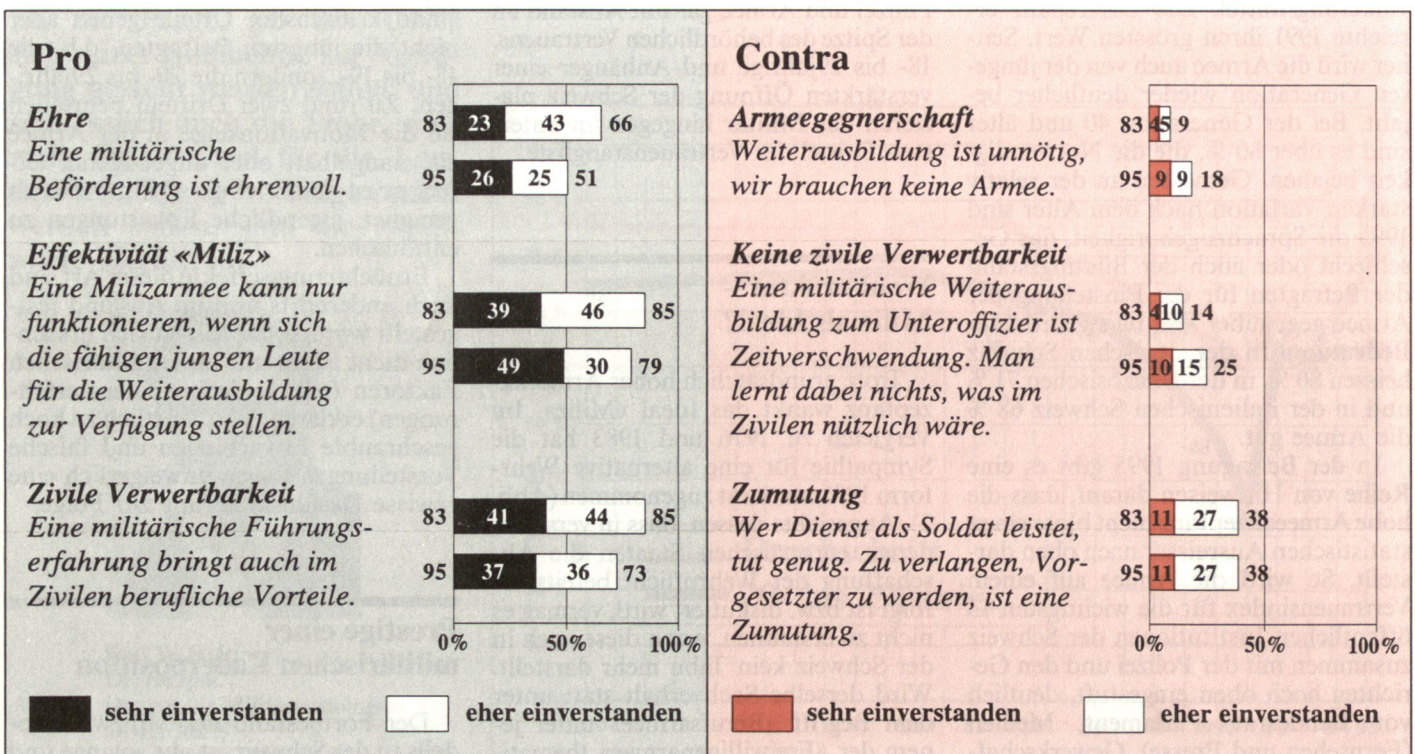 Pro
Ehre
Eine militärische
Beförderung ist ehrenvoll.
83 23 43 66
95 26 25 51
Effektivität «Miliz»
Eine Milizarmee kann nur
funktionieren, wenn sich
die fähigen jungen Leute
für die Weiterausbildung
zur Verfügung stellen.
83 39 46 85
95 49 30 79
Zivile Verwertbarkeit
Eine militärische Führungs-
erfahrung bringt auch im
Zivilen berufliche Vorteile.
83 41 44 85
95 37 36 73
0% 50% 100%
sehr einverstanden eher einverstanden
Contra
Armeegegnerschaft
Weiterausbildung ist unnötig,
wir brauchen keine Armee.
83 4 5 9
95 9 9 18
Keine zivile Verwertbarkeit
Eine militärische Weiteraus-
bildung zum Unteroffizier ist
Zeitverschwendung. Man
lernt dabei nichts, was im
Zivilen nützlich wäre.
83 4 10 14
95 10 15 25
Zumutung
Wer Dienst als Soldat leistet,
tut genug. Zu verlangen, Vor-
gesetzter zu werden, ist eine
Zumutung.
83 11 27 38
95 11 27 38
0% 50% 100%
sehr einverstanden eher einverstanden